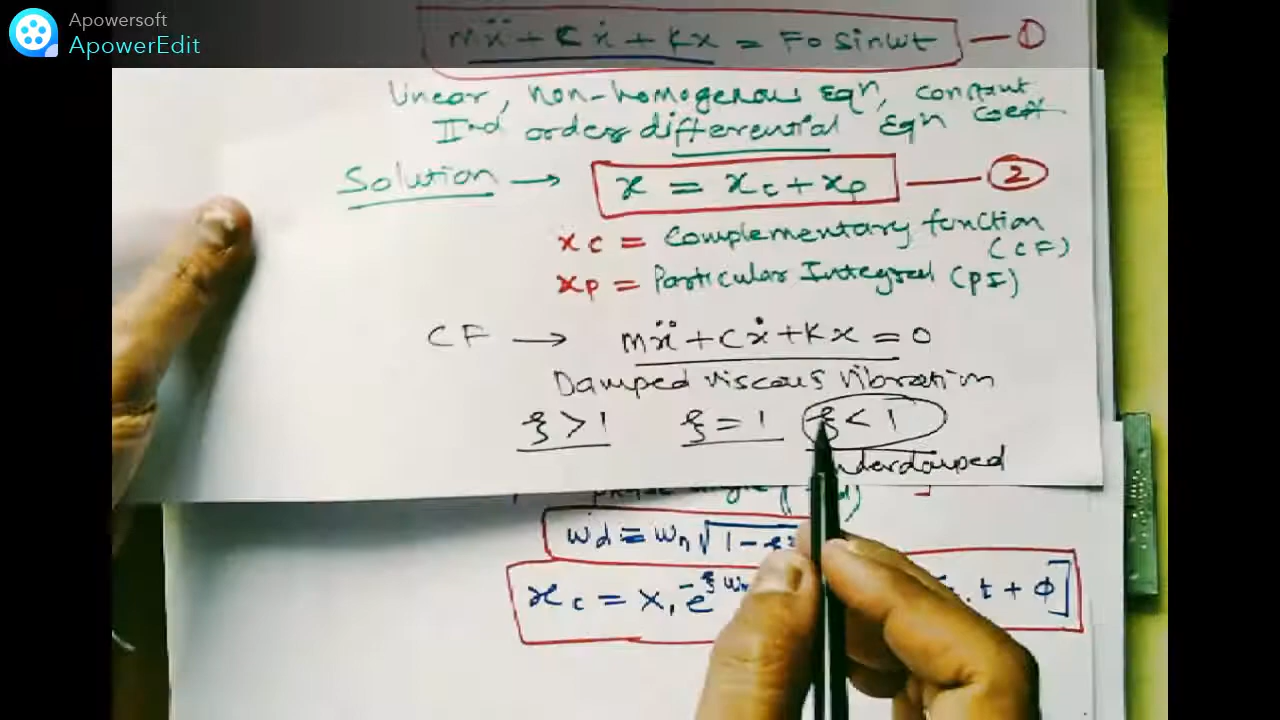 Apowersoft
ApowerEdit
mẍ + cẋ + kx = Fo sinωt — ①
Linear, non-homogenous Eqn, constant coeff
IInd order differential Eqn
Solution → x = xc + xp — ②
xc = Complementary function (CF)
xp = Particular Integral (PI)
CF → mẍ + cẋ + kx = 0
Damped viscous vibration
ξ > 1 ξ = 1 ξ < 1
underdamped
ωd = ωn √1 - ξ²
xc = X₁ e^-ξωn . t + φ]